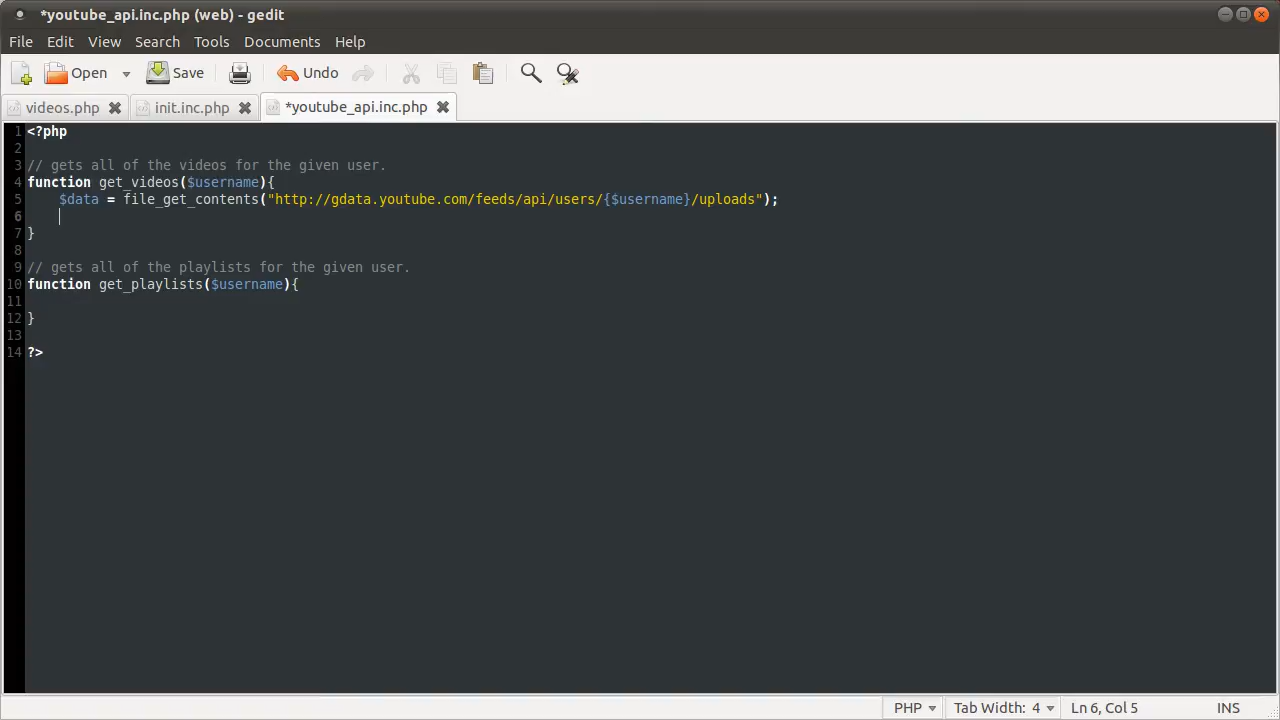 *youtube_api.inc.php (web) - gedit
File Edit View Search Tools Documents Help
Open Save Undo
videos.php init.inc.php *youtube_api.inc.php
1 <?php
2
3 // gets all of the videos for the given user.
4 function get_videos($username){
5     $data = file_get_contents("http://gdata.youtube.com/feeds/api/users/{$username}/uploads");
6
7 }
8
9 // gets all of the playlists for the given user.
10 function get_playlists($username){
11
12 }
13
14 ?>
PHP Tab Width: 4 Ln 6, Col 5 INS